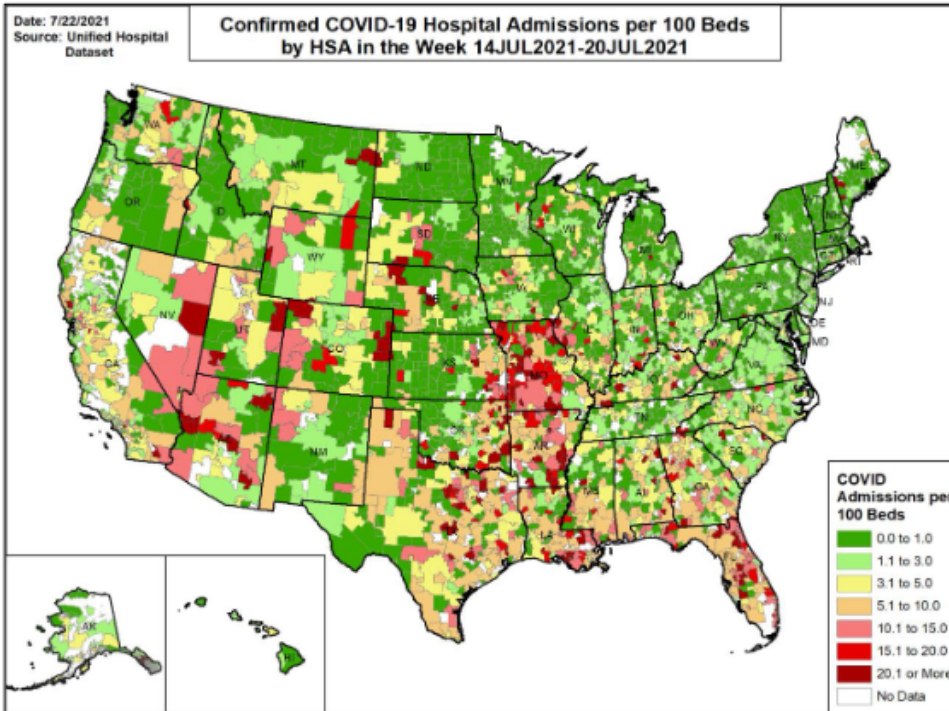 Date: 7/22/2021
Source: Unified Hospital
Dataset
Confirmed COVID-19 Hospital Admissions per 100 Beds
by HSA in the Week 14JUL2021-20JUL2021
WA
MT
ND
MN
ME
OR
ID
WY
SD
WI
MI
VT
NH
NY
MA
CT
RI
NV
UT
CO
NE
IA
IL
IN
OH
PA
NJ
DE
MD
CA
KS
MO
KY
WV
VA
AZ
NM
OK
AR
TN
NC
SC
TX
LA
MS
AL
GA
FL
AK
HI
COVID
Admissions per
100 Beds
0.0 to 1.0
1.1 to 3.0
3.1 to 5.0
5.1 to 10.0
10.1 to 15.0
15.1 to 20.0
20.1 or More
No Data